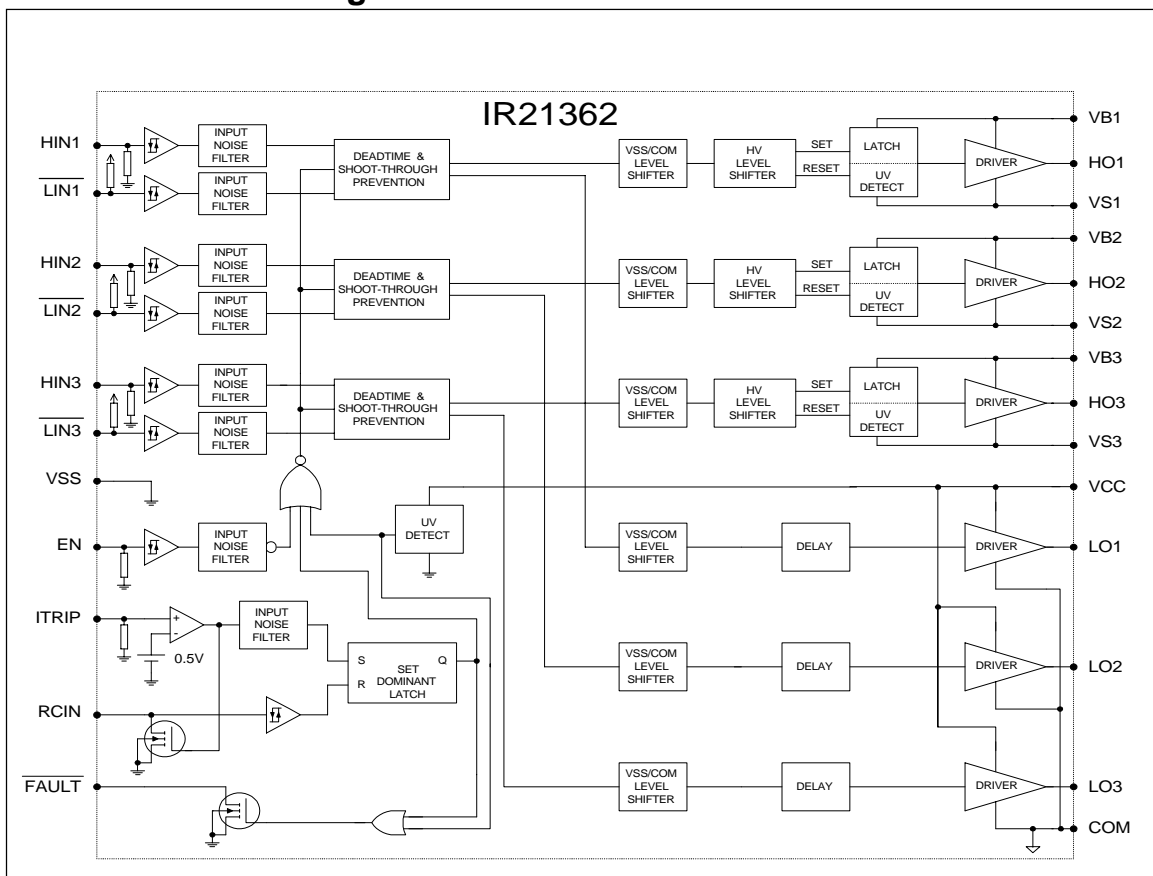 IR21362
HIN1
INPUT
NOISE
FILTER
LIN1
INPUT
NOISE
FILTER
DEADTIME &
SHOOT-THROUGH
PREVENTION
VSS/COM
LEVEL
SHIFTER
HV
LEVEL
SHIFTER
SET
RESET
LATCH
UV
DETECT
DRIVER
VB1
HO1
VS1
HIN2
INPUT
NOISE
FILTER
LIN2
INPUT
NOISE
FILTER
DEADTIME &
SHOOT-THROUGH
PREVENTION
VSS/COM
LEVEL
SHIFTER
HV
LEVEL
SHIFTER
SET
RESET
LATCH
UV
DETECT
DRIVER
VB2
HO2
VS2
HIN3
INPUT
NOISE
FILTER
LIN3
INPUT
NOISE
FILTER
DEADTIME &
SHOOT-THROUGH
PREVENTION
VSS/COM
LEVEL
SHIFTER
HV
LEVEL
SHIFTER
SET
RESET
LATCH
UV
DETECT
DRIVER
VB3
HO3
VS3
VSS
VCC
EN
INPUT
NOISE
FILTER
UV
DETECT
VSS/COM
LEVEL
SHIFTER
DELAY
DRIVER
LO1
ITRIP
+
-
0.5V
INPUT
NOISE
FILTER
S
R
Q
SET
DOMINANT
LATCH
VSS/COM
LEVEL
SHIFTER
DELAY
DRIVER
LO2
RCIN
FAULT
VSS/COM
LEVEL
SHIFTER
DELAY
DRIVER
LO3
COM